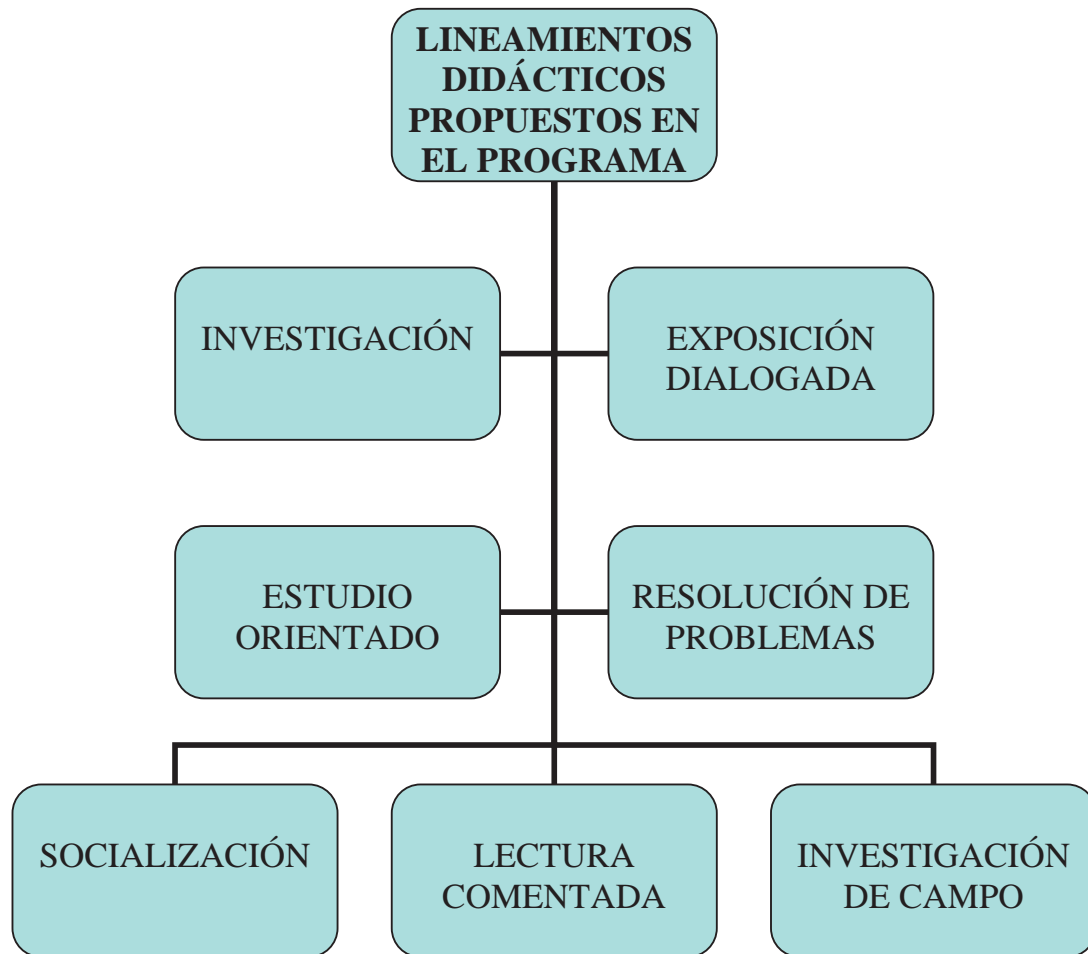 LINEAMIENTOS
DIDÁCTICOS
PROPUESTOS EN
EL PROGRAMA
INVESTIGACIÓN
EXPOSICIÓN
DIALOGADA
ESTUDIO
ORIENTADO
RESOLUCIÓN DE
PROBLEMAS
SOCIALIZACIÓN
LECTURA
COMENTADA
INVESTIGACIÓN
DE CAMPO